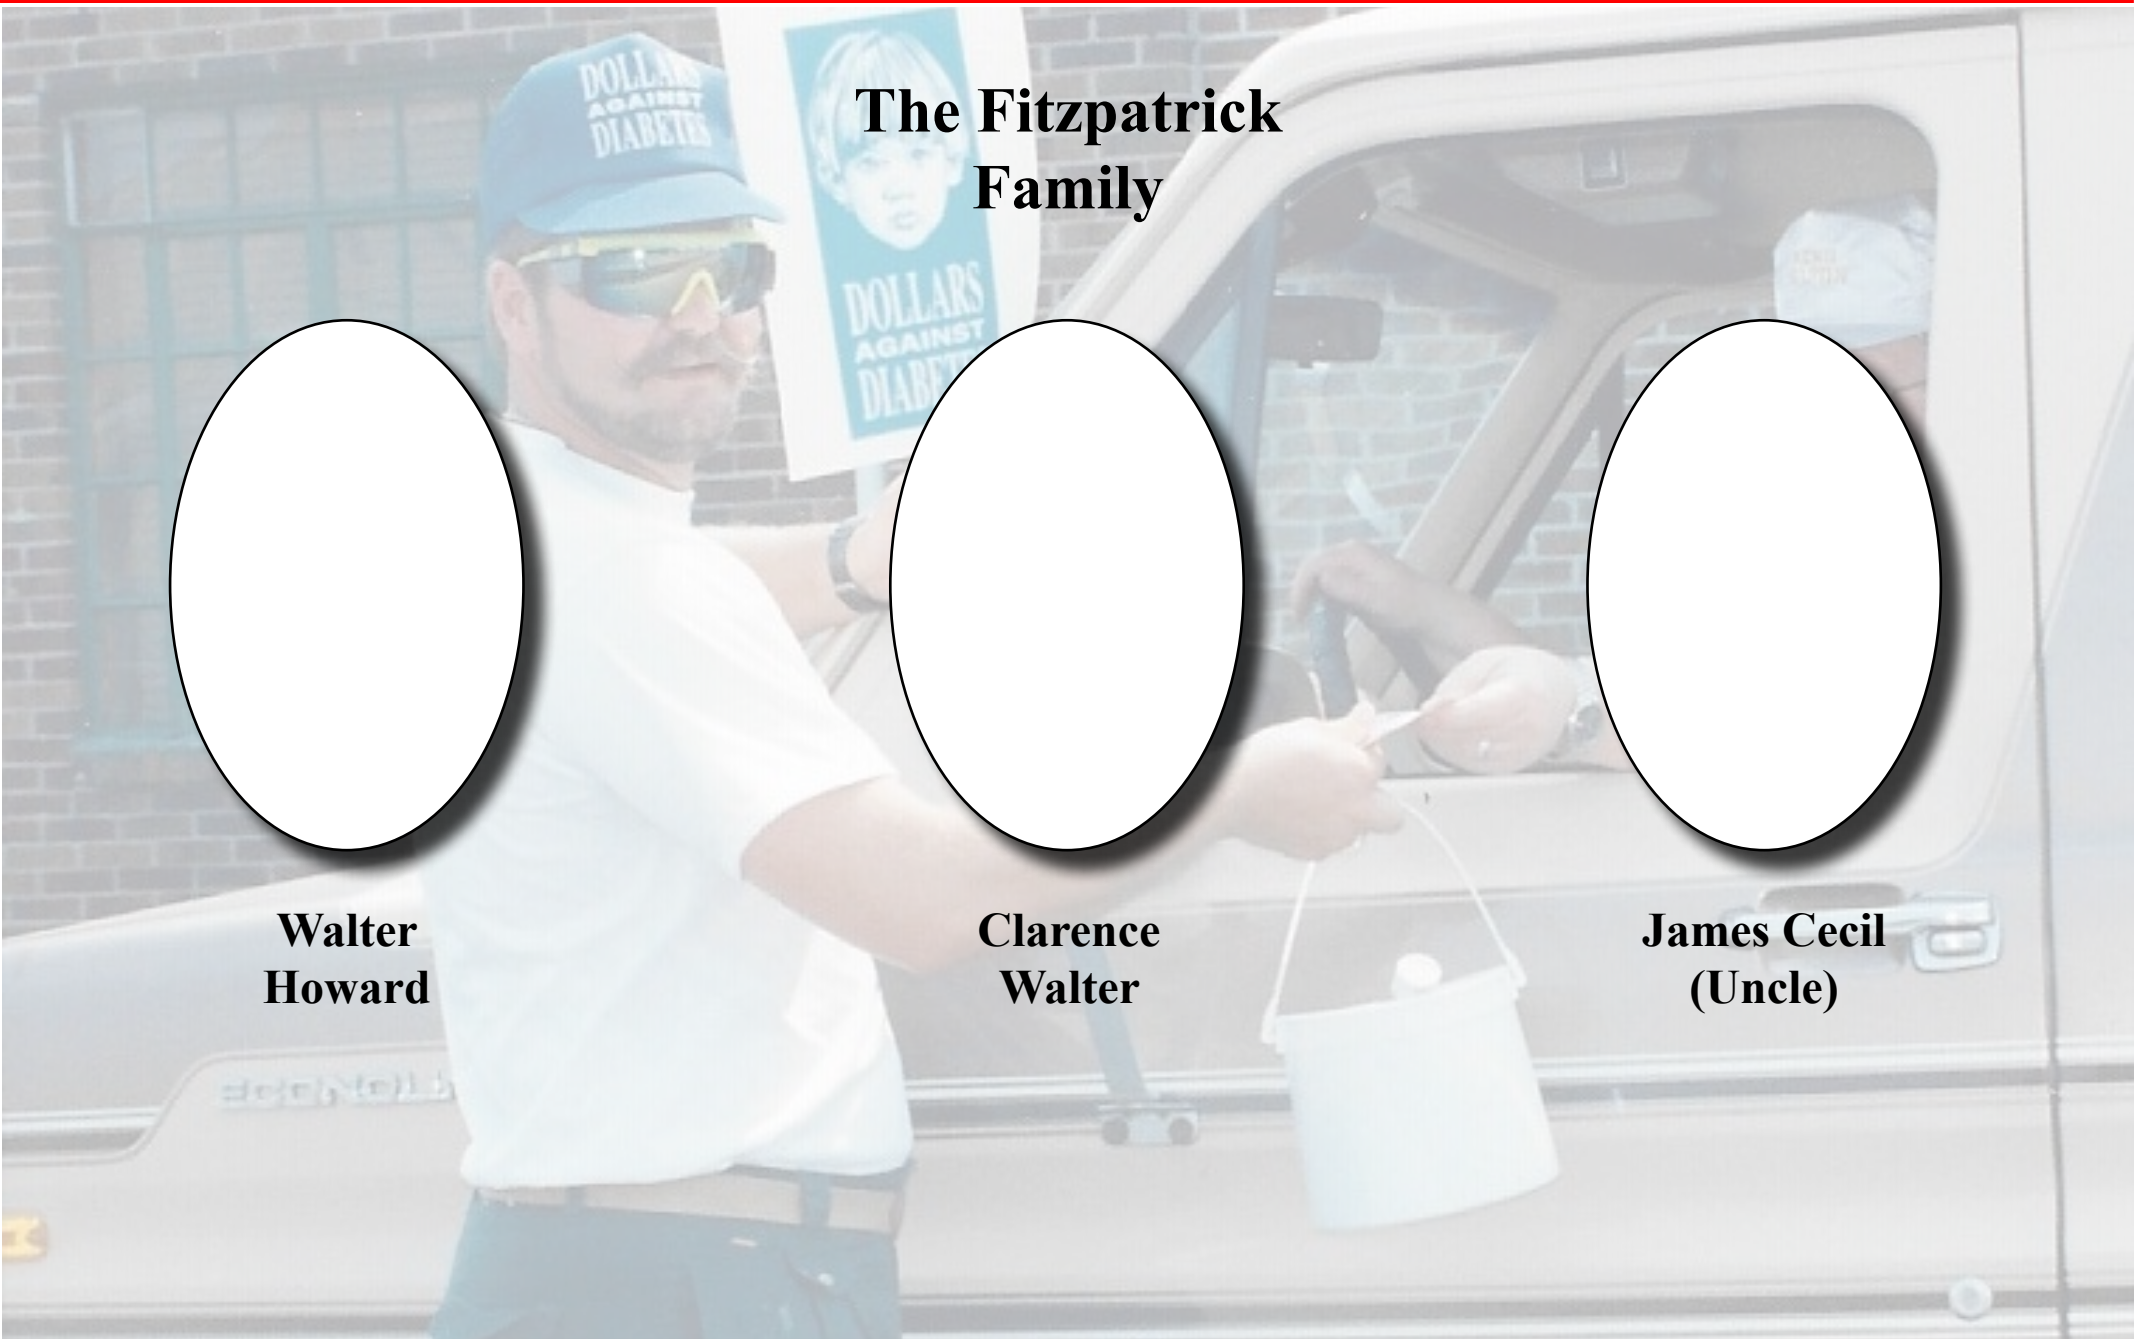 The Fitzpatrick
Family
DOLLARS
AGAINST
DIABETES
DOLLARS
AGAINST
Walter
Howard
Clarence
Walter
James Cecil
(Uncle)